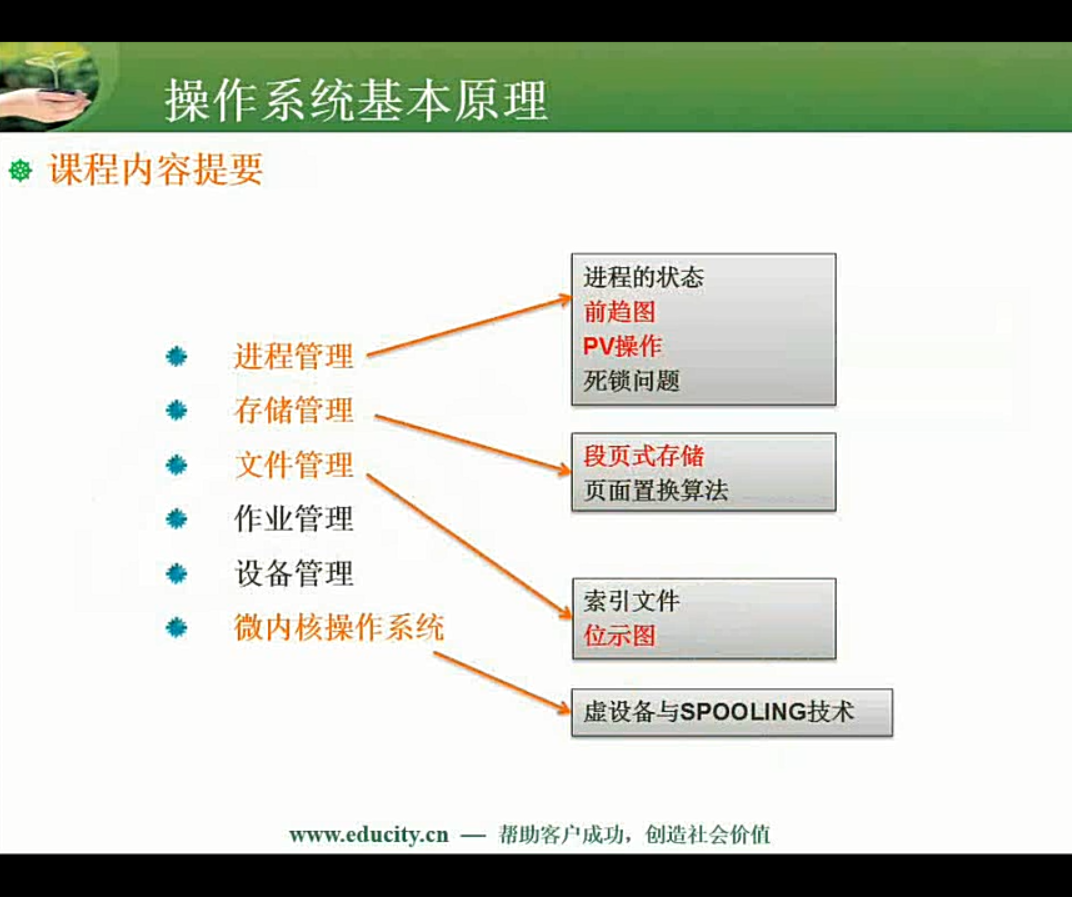 操作系统基本原理
课程内容提要
进程管理
存储管理
文件管理
作业管理
设备管理
微内核操作系统
进程的状态
前趋图
PV操作
死锁问题
段页式存储
页面置换算法
索引文件
位示图
虚设备与SPOOLING技术
www.educity.cn — 帮助客户成功，创造社会价值